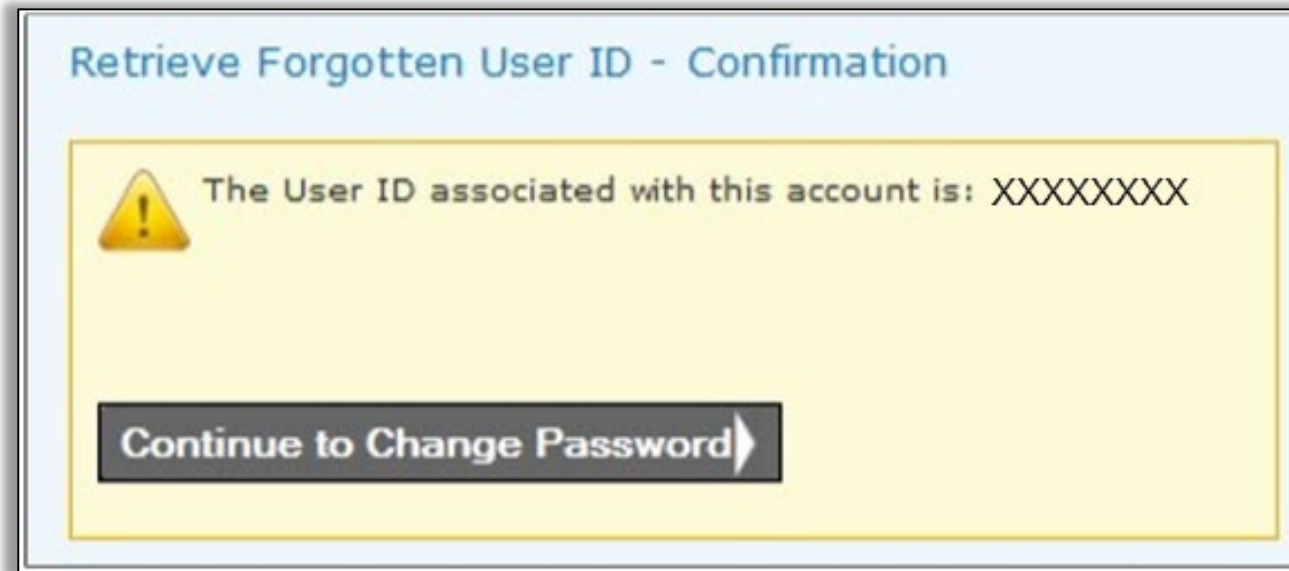 Retrieve Forgotten User ID - Confirmation
The User ID associated with this account is: XXXXXXXX
Continue to Change Password